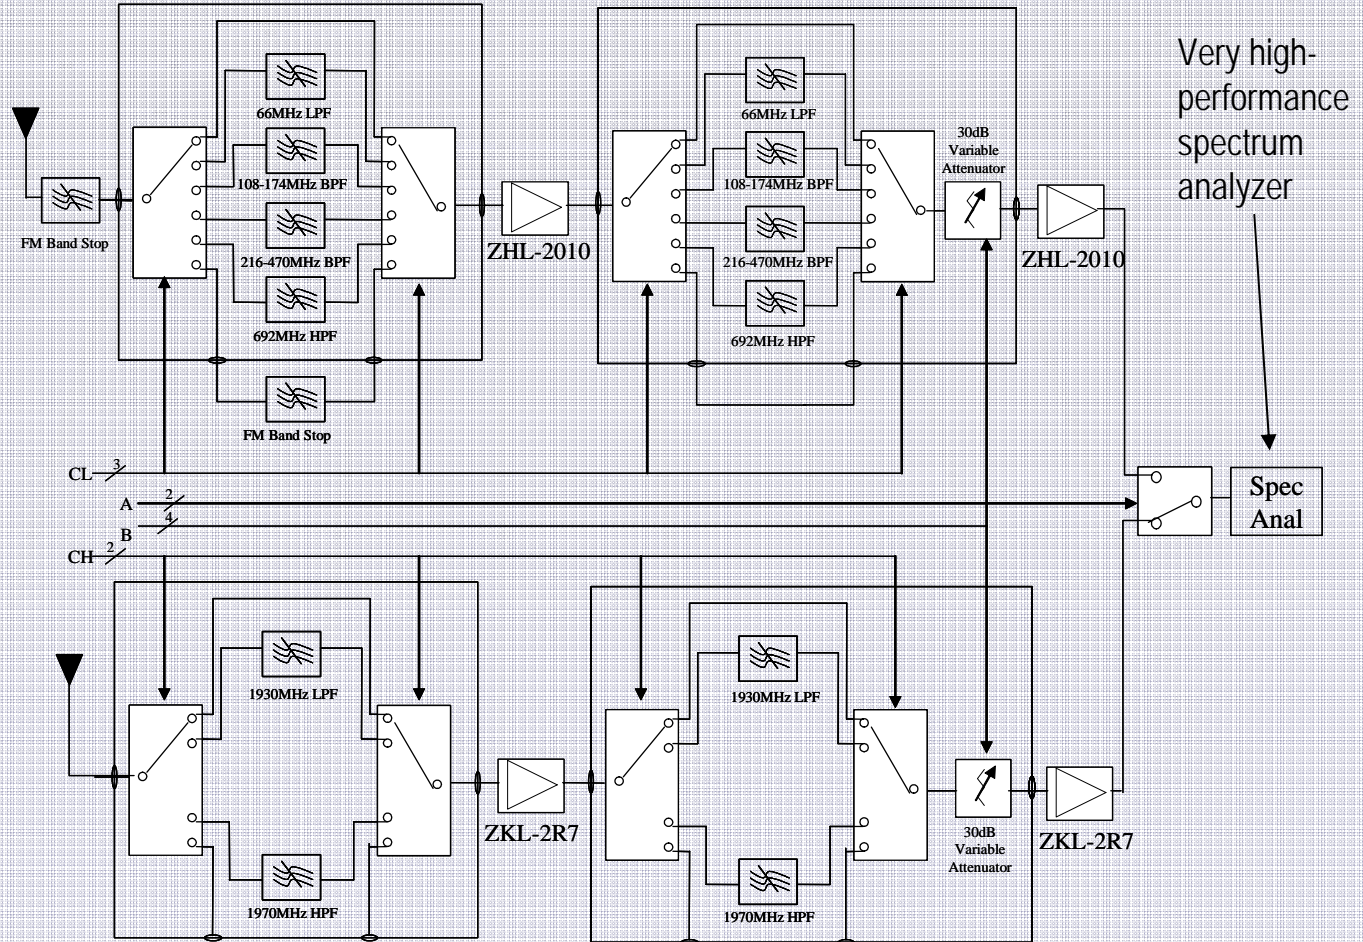 Very high-
performance
spectrum
analyzer
66MHz LPF
108-174MHz BPF
216-470MHz BPF
692MHz HPF
FM Band Stop
FM Band Stop
ZHL-2010
66MHz LPF
108-174MHz BPF
216-470MHz BPF
692MHz HPF
30dB
Variable
Attenuator
ZHL-2010
CL 3
A 2
B 4
CH 2
Spec
Anal
1930MHz LPF
1970MHz HPF
ZKL-2R7
1930MHz LPF
1970MHz HPF
30dB
Variable
Attenuator
ZKL-2R7